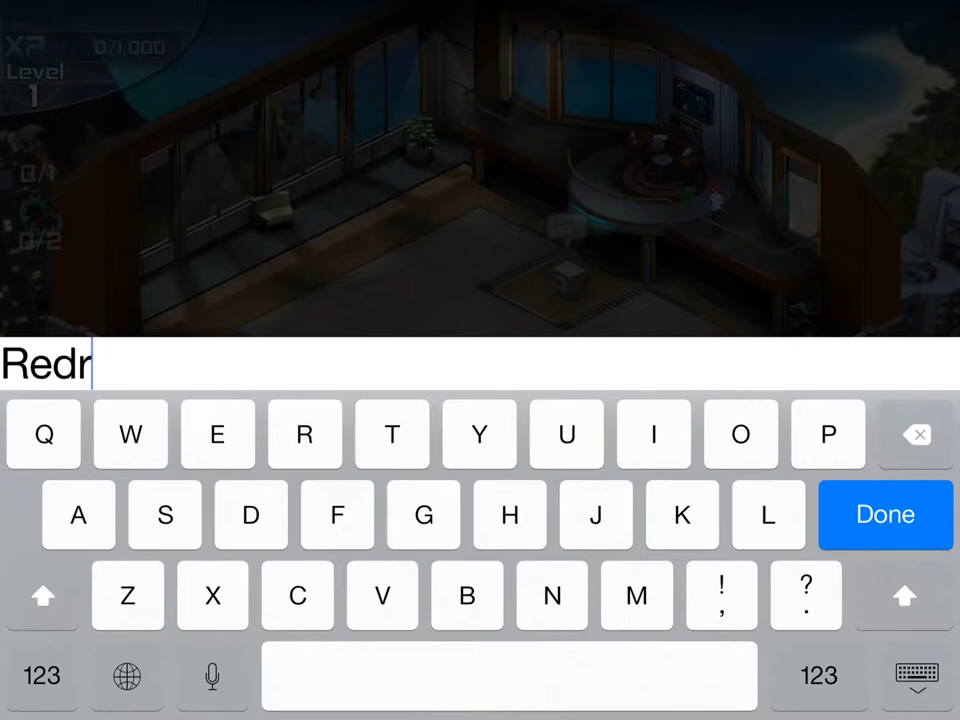 XP 0/1,000
Level
1
0/1
0/2
Redr
Q W E R T Y U I O P
A S D F G H J K L Done
Z X C V B N M ! , ? .
123 123